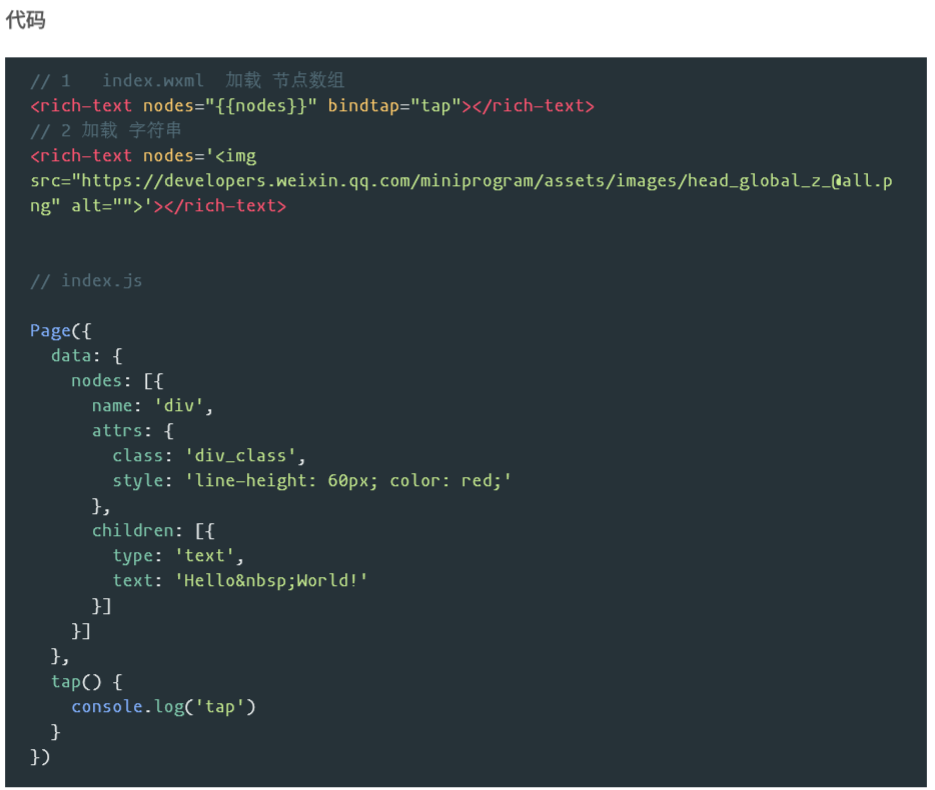 代码
// 1   index.wxml  加载 节点数组
<rich-text nodes="{{nodes}}" bindtap="tap"></rich-text>
// 2 加载 字符串
<rich-text nodes='<img
src="https://developers.weixin.qq.com/miniprogram/assets/images/head_global_z_@all.p
ng" alt="">'></rich-text>
// index.js
Page({
  data: {
    nodes: [{
      name: 'div',
      attrs: {
        class: 'div_class',
        style: 'line-height: 60px; color: red;'
      },
      children: [{
        type: 'text',
        text: 'Hello&nbsp;World!'
      }]
    }]
  },
  tap() {
    console.log('tap')
  }
})